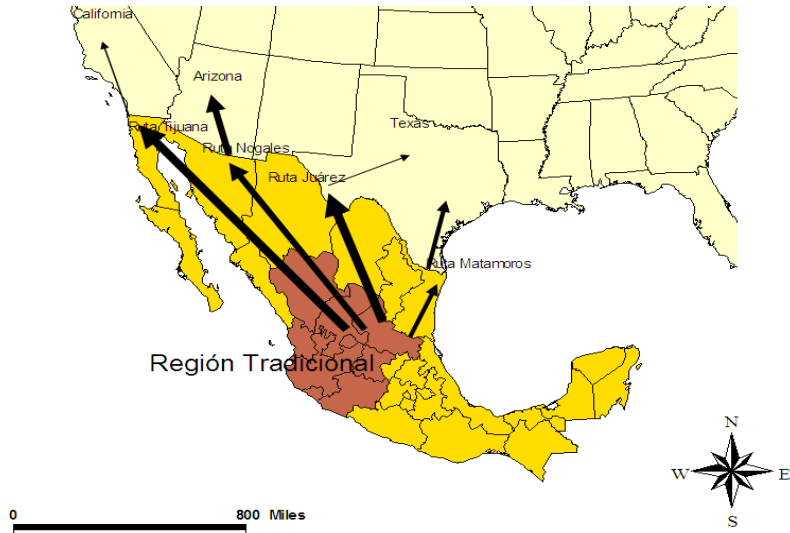 California
Arizona
Texas
Ruta Tijuana
Ruta Nogales
Ruta Juárez
Ruta Matamoros
Región Tradicional
N
W
E
S
0
800 Miles